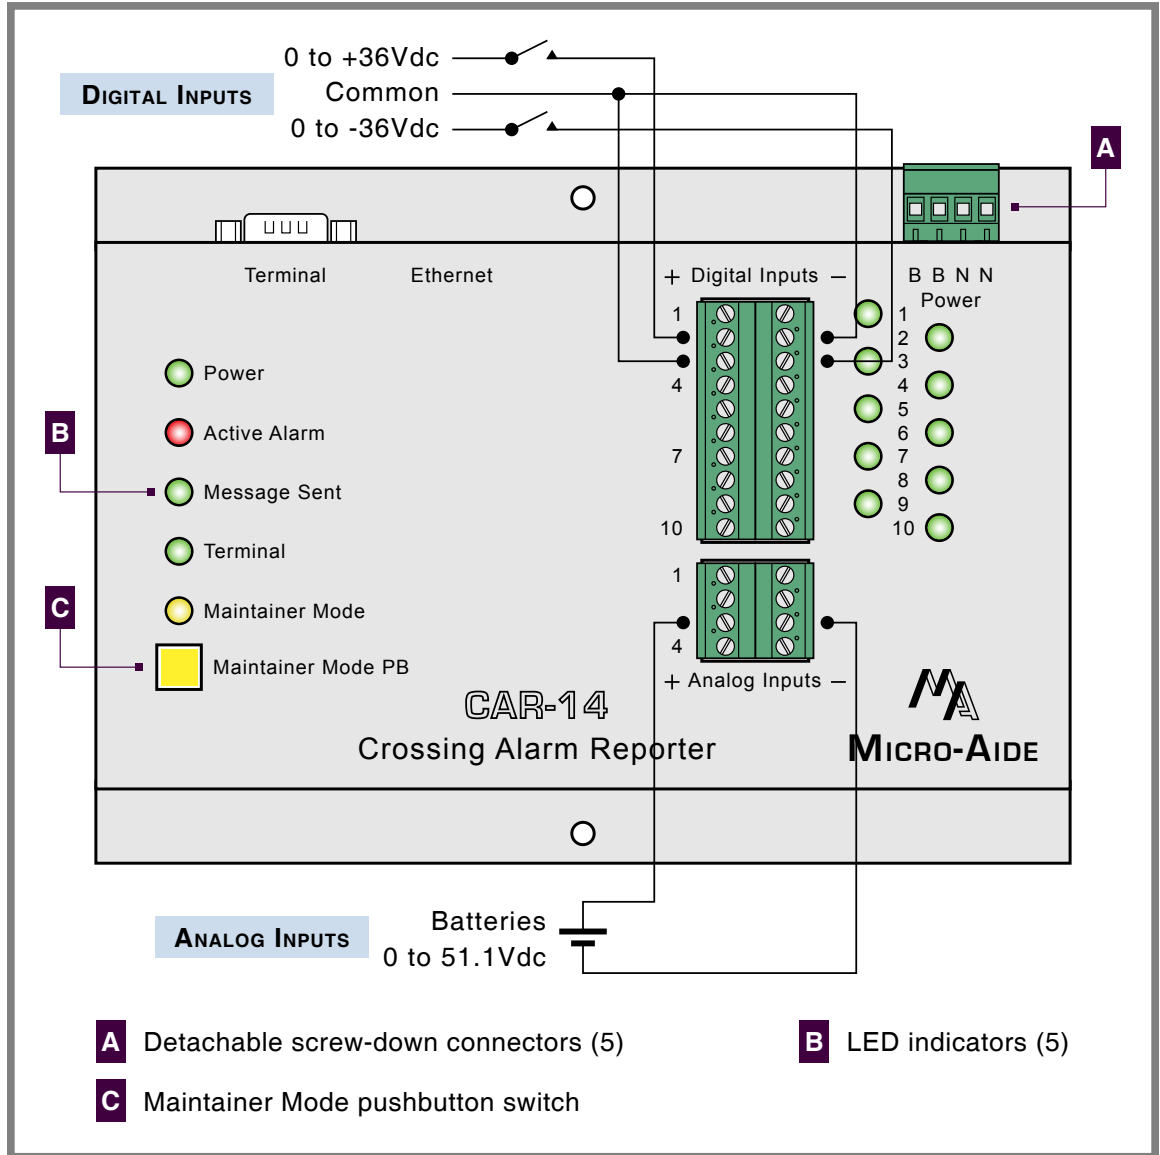 0 to +36Vdc
DIGITAL INPUTS
Common
0 to -36Vdc
A
Terminal
Ethernet
+ Digital Inputs −
B B N N
Power
1
4
7
10
1
2
3
4
5
6
7
8
9
10
Power
B
Active Alarm
Message Sent
Terminal
C
Maintainer Mode
Maintainer Mode PB
1
4
+ Analog Inputs −
CAR-14
Crossing Alarm Reporter
MA
MICRO-AIDE
ANALOG INPUTS
Batteries
0 to 51.1Vdc
A Detachable screw-down connectors (5)
B LED indicators (5)
C Maintainer Mode pushbutton switch